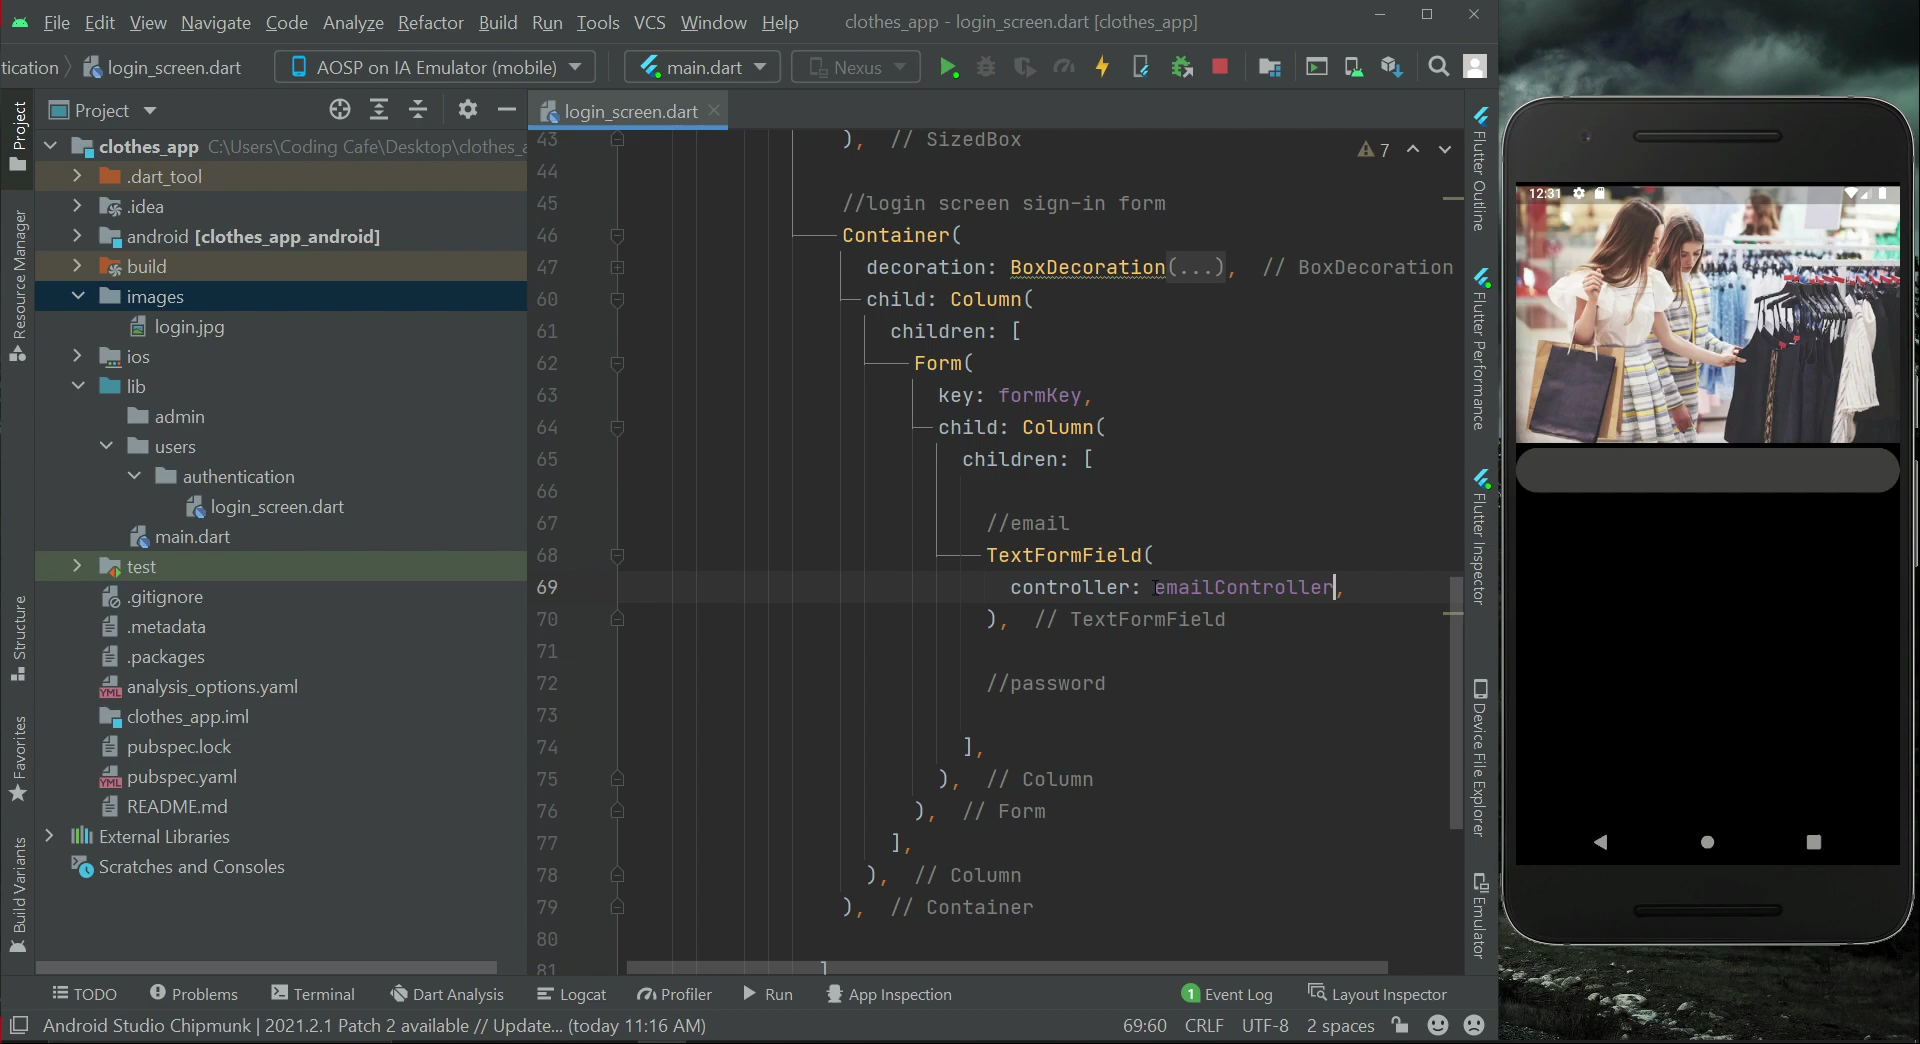 File Edit View Navigate Code Analyze Refactor Build Run Tools VCS Window Help clothes_app - login_screen.dart [clothes_app]
tication login_screen.dart AOSP on IA Emulator (mobile) main.dart Nexus
Project
login_screen.dart
clothes_app C:\Users\Coding Cafe\Desktop\clothes_a
.dart_tool
.idea
android [clothes_app_android]
build
images
login.jpg
ios
lib
admin
users
authentication
login_screen.dart
main.dart
test
.gitignore
.metadata
.packages
analysis_options.yaml
clothes_app.iml
pubspec.lock
pubspec.yaml
README.md
External Libraries
Scratches and Consoles
Project
Resource Manager
Structure
Favorites
Build Variants
7
43 ), // SizedBox
44
45 //login screen sign-in form
46 Container(
47 decoration: BoxDecoration(...), // BoxDecoration
60 child: Column(
61 children: [
62 Form(
63 key: formKey,
64 child: Column(
65 children: [
66
67 //email
68 TextFormField(
69 controller: emailController,
70 ), // TextFormField
71
72 //password
73
74 ],
75 ), // Column
76 ), // Form
77 ],
78 ), // Column
79 ), // Container
80
81 ]
Flutter Outline
Flutter Performance
Flutter Inspector
Device File Explorer
Emulator
12:31
TODO Problems Terminal Dart Analysis Logcat Profiler Run App Inspection 1 Event Log Layout Inspector
Android Studio Chipmunk | 2021.2.1 Patch 2 available // Update... (today 11:16 AM) 69:60 CRLF UTF-8 2 spaces